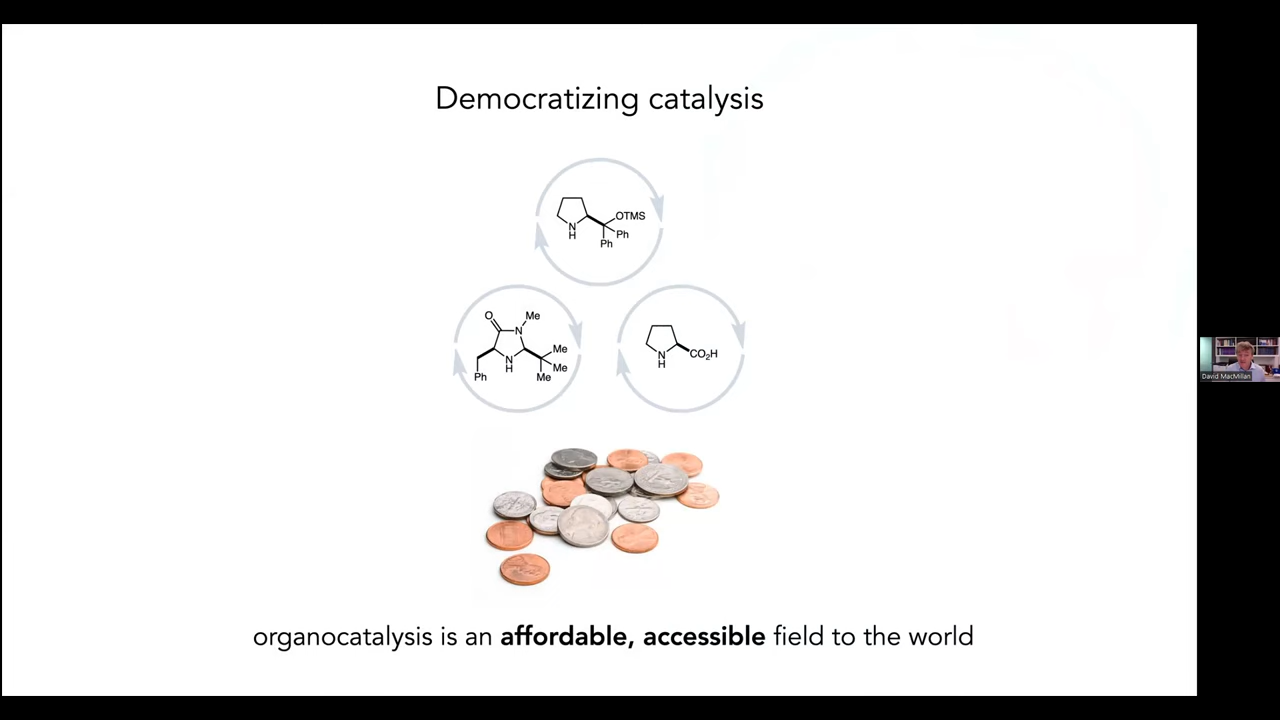 Democratizing catalysis
OTMS
N
H
Ph
Ph
O
Me
N
N
H
Me
Me
Me
Ph
N
H
CO₂H
David MacMillan
organocatalysis is an affordable, accessible field to the world